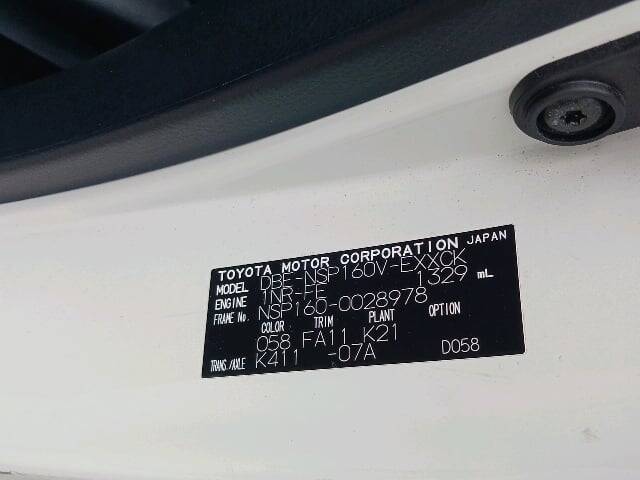 TOYOTA MOTOR CORPORATION JAPAN
MODEL DBE-NSP160V-EXXCK
ENGINE 1NR-FE 1329 mL
FRAME No. NSP160-0028978
COLOR TRIM PLANT OPTION
058 FA11 K21
TRANS./AXLE K411 -07A D058